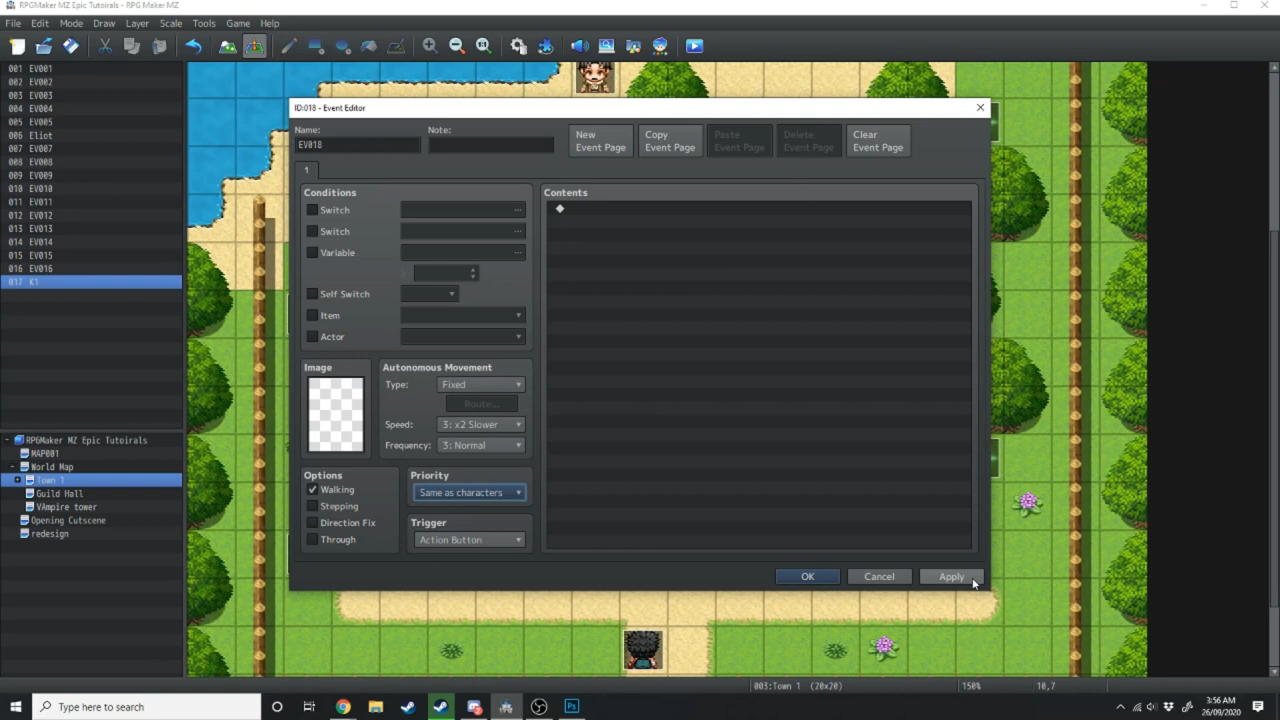 RPGMaker MZ Epic Tutoirals - RPG Maker MZ
File Edit Mode Draw Layer Scale Tools Game Help
001 EV001
002 EV002
003 EV003
004 EV004
005 EV005
006 Eliot
007 EV007
008 EV008
009 EV009
010 EV010
011 EV011
012 EV012
013 EV013
014 EV014
015 EV015
016 EV016
017 K1
RPGMaker MZ Epic Tutoirals
MAP001
World Map
Town 1
Guild Hall
VAmpire tower
Opening Cutscene
redesign
ID:018 - Event Editor
Name: Note:
EV018
New Event Page
Copy Event Page
Paste Event Page
Delete Event Page
Clear Event Page
1
Conditions
Switch ...
Switch ...
Variable ...
Self Switch
Item
Actor
Image
Autonomous Movement
Type: Fixed
Route...
Speed: 3: x2 Slower
Frequency: 3: Normal
Options
Walking
Stepping
Direction Fix
Through
Priority
Same as characters
Trigger
Action Button
Contents
OK Cancel Apply
003:Town 1 (20x20) 150% 10,7
Type here to search
3:56 AM
26/09/2020